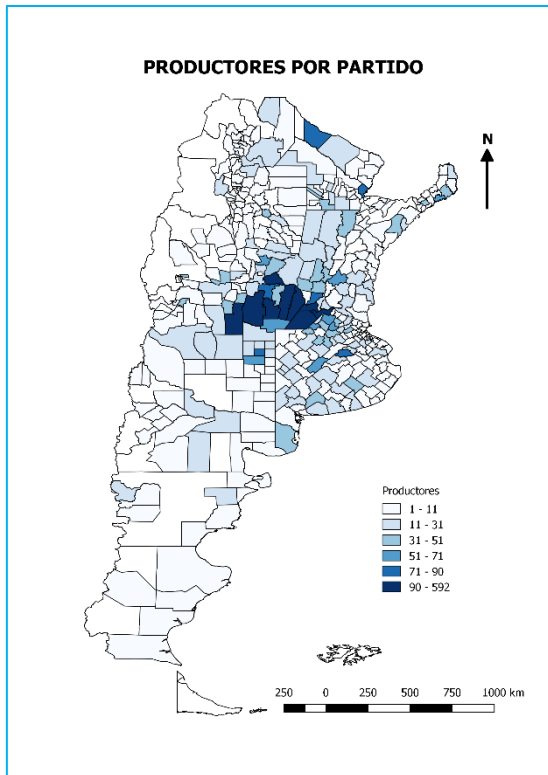 PRODUCTORES POR PARTIDO
N
Productores
1 - 11
11 - 31
31 - 51
51 - 71
71 - 90
90 - 592
250 0 250 500 750 1000 km